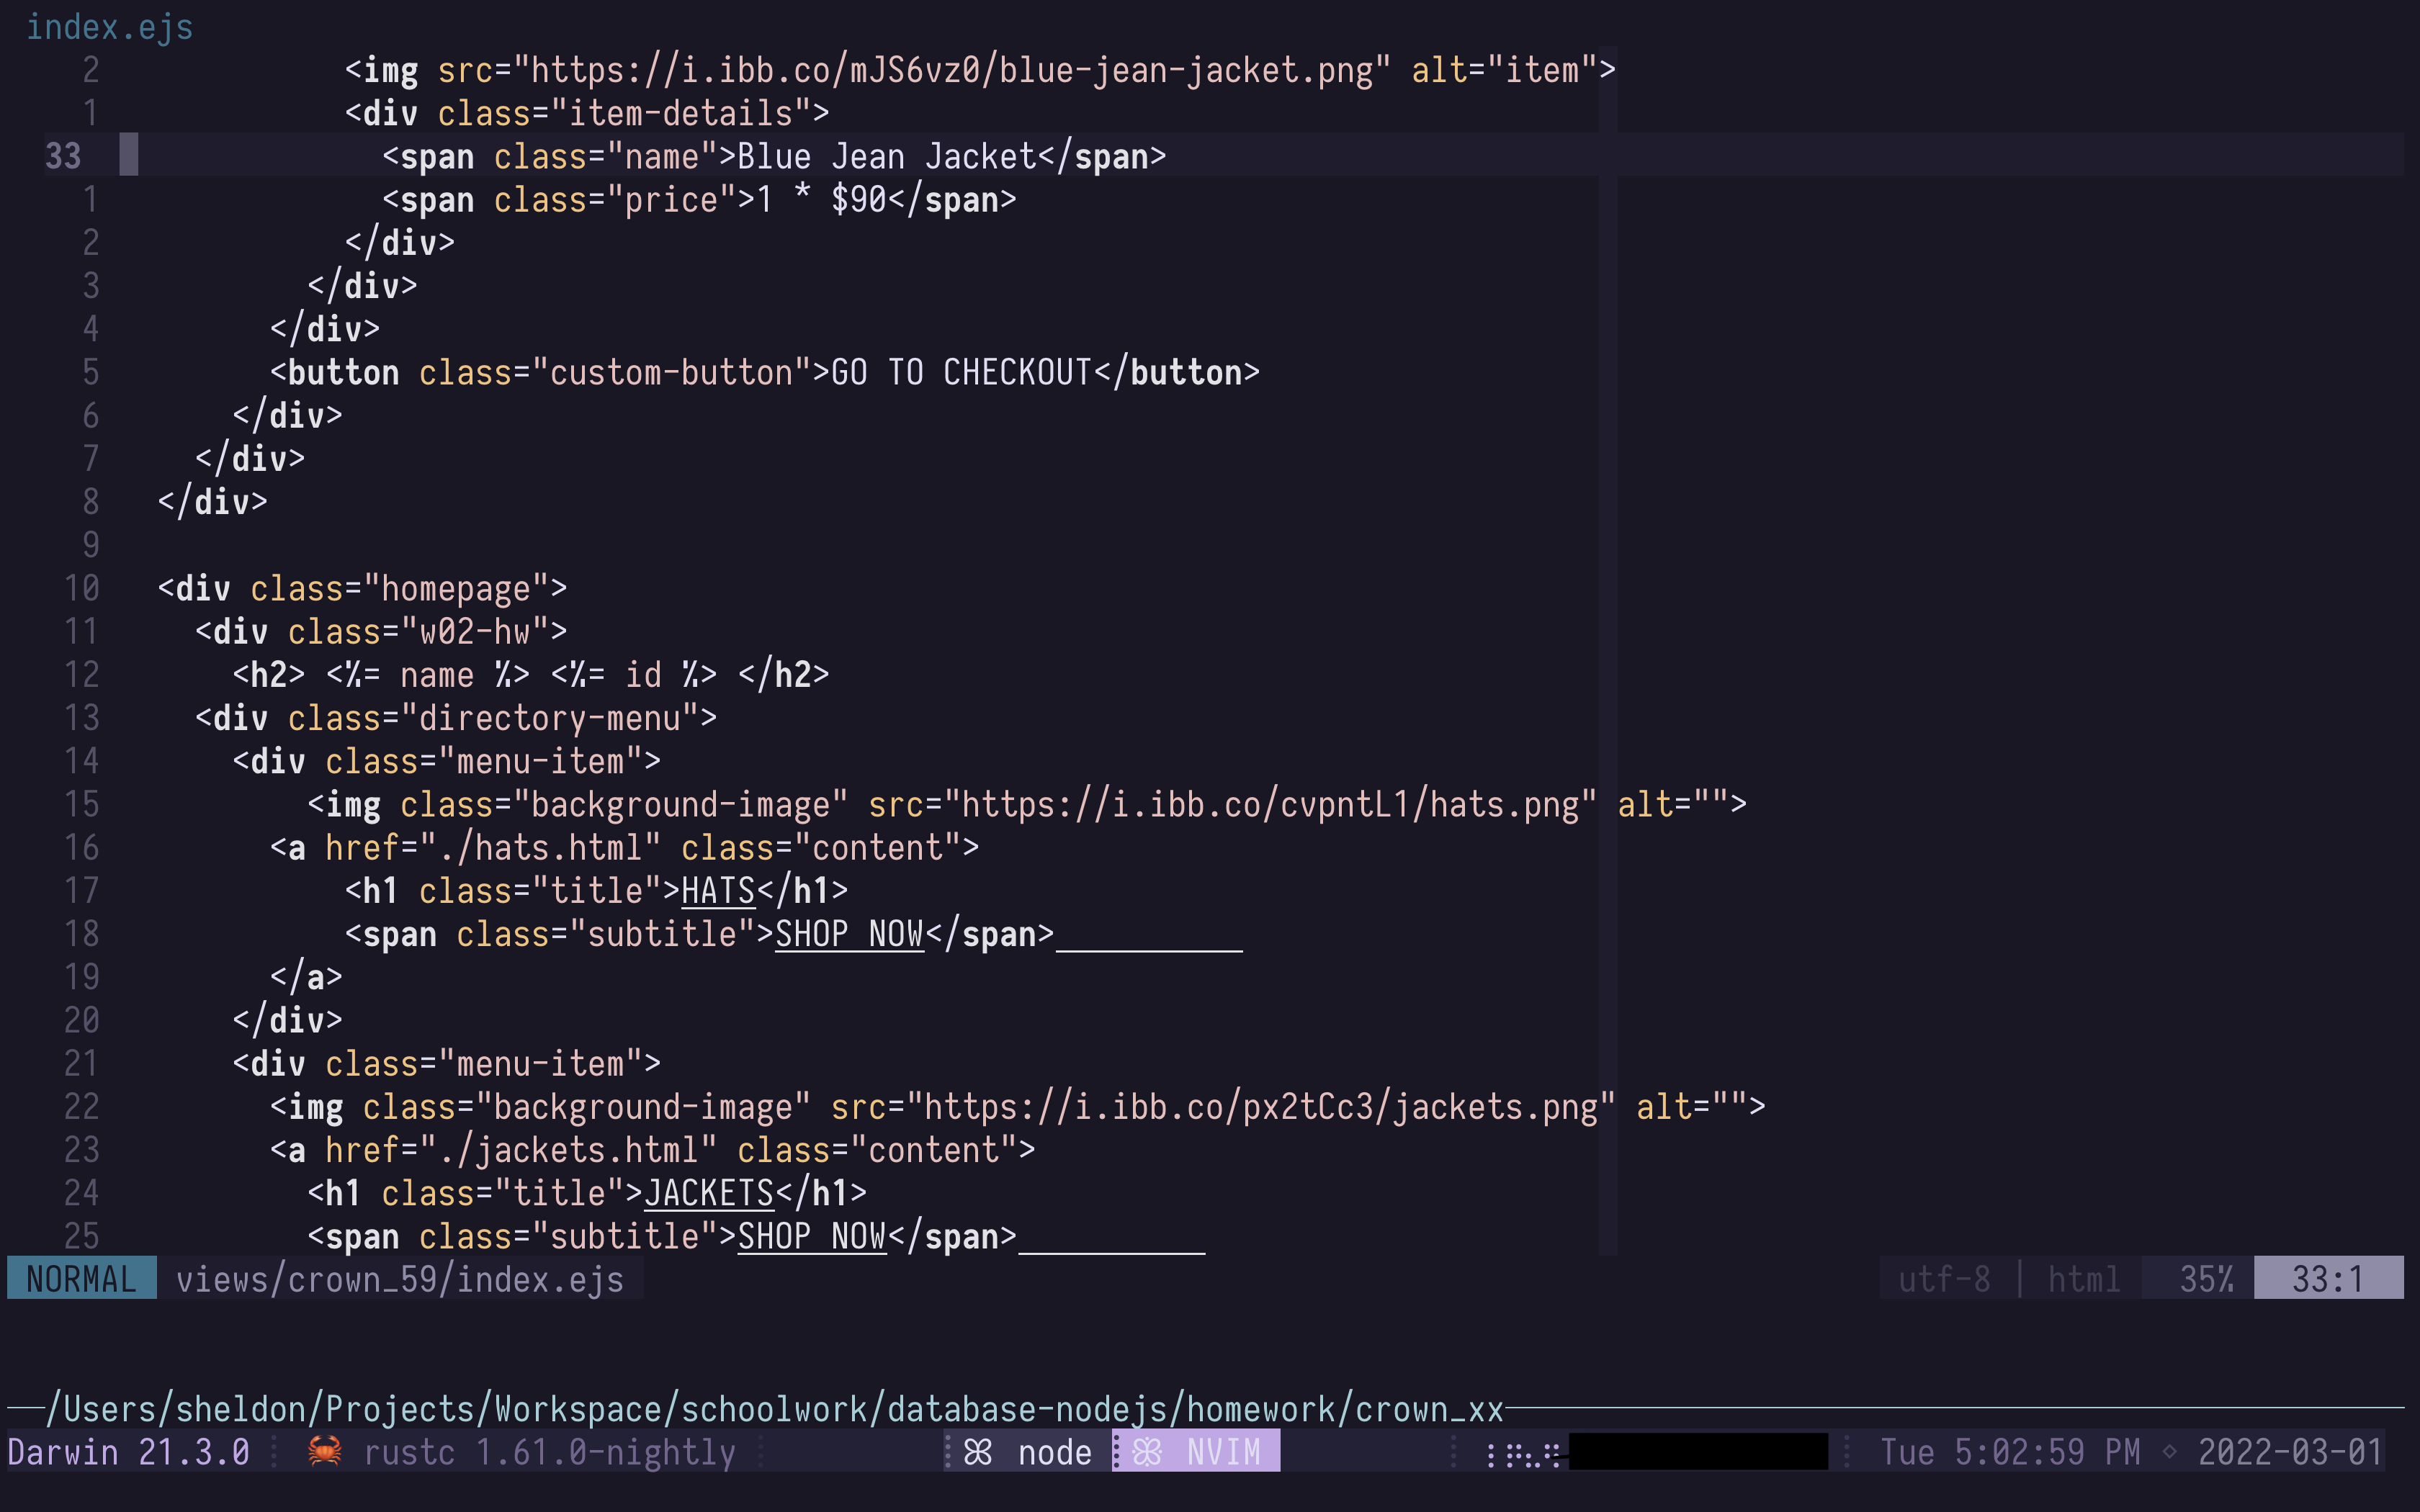 index.ejs
2 <img src="https://i.ibb.co/mJS6vz0/blue-jean-jacket.png" alt="item">
1 <div class="item-details">
33 <span class="name">Blue Jean Jacket</span>
1 <span class="price">1 * $90</span>
2 </div>
3 </div>
4 </div>
5 <button class="custom-button">GO TO CHECKOUT</button>
6 </div>
7 </div>
8 </div>
9
10 <div class="homepage">
11 <div class="w02-hw">
12 <h2> <%= name %> <%= id %> </h2>
13 <div class="directory-menu">
14 <div class="menu-item">
15 <img class="background-image" src="https://i.ibb.co/cvpntL1/hats.png" alt="">
16 <a href="./hats.html" class="content">
17 <h1 class="title">HATS</h1>
18 <span class="subtitle">SHOP NOW</span>
19 </a>
20 </div>
21 <div class="menu-item">
22 <img class="background-image" src="https://i.ibb.co/px2tCc3/jackets.png" alt="">
23 <a href="./jackets.html" class="content">
24 <h1 class="title">JACKETS</h1>
25 <span class="subtitle">SHOP NOW</span>
NORMAL views/crown_59/index.ejs utf-8 | html 35% 33:1
/Users/sheldon/Projects/Workspace/schoolwork/database-nodejs/homework/crown_xx
Darwin 21.3.0 🦀 rustc 1.61.0-nightly node NVIM Tue 5:02:59 PM ⋄ 2022-03-01